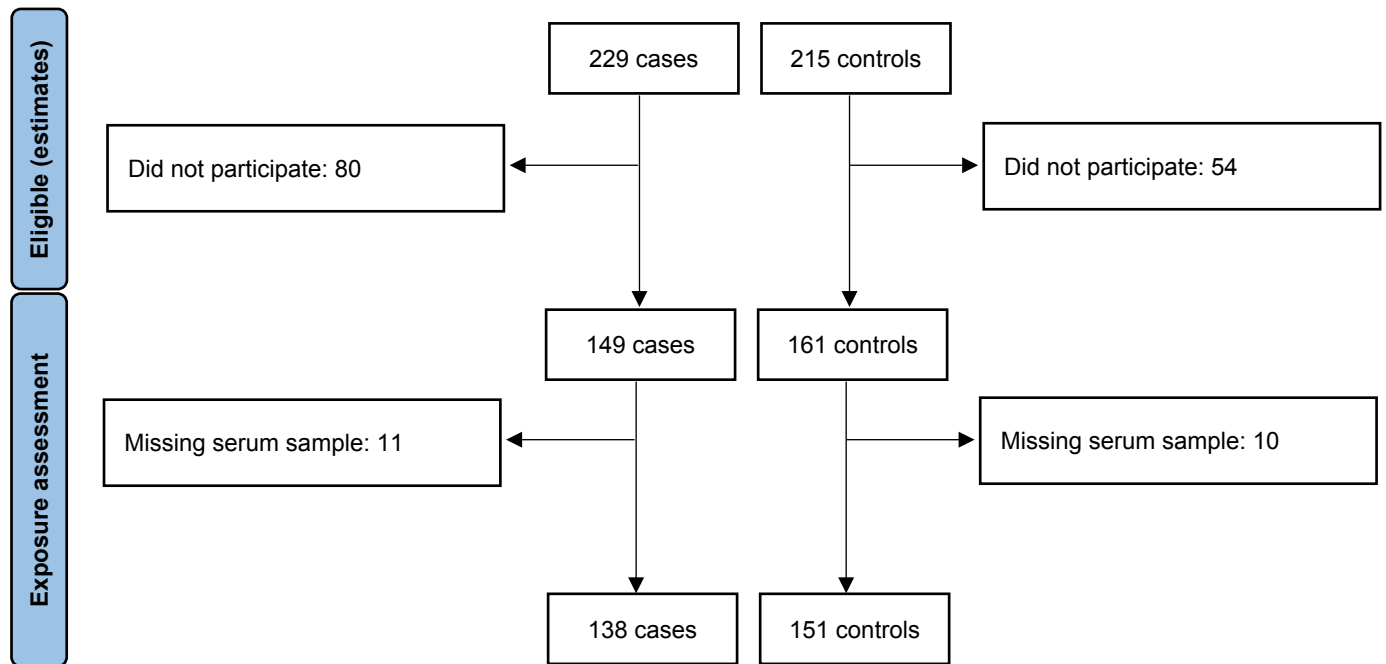 Eligible (estimates)
229 cases
215 controls
Did not participate: 80
Did not participate: 54
Exposure assessment
149 cases
161 controls
Missing serum sample: 11
Missing serum sample: 10
138 cases
151 controls